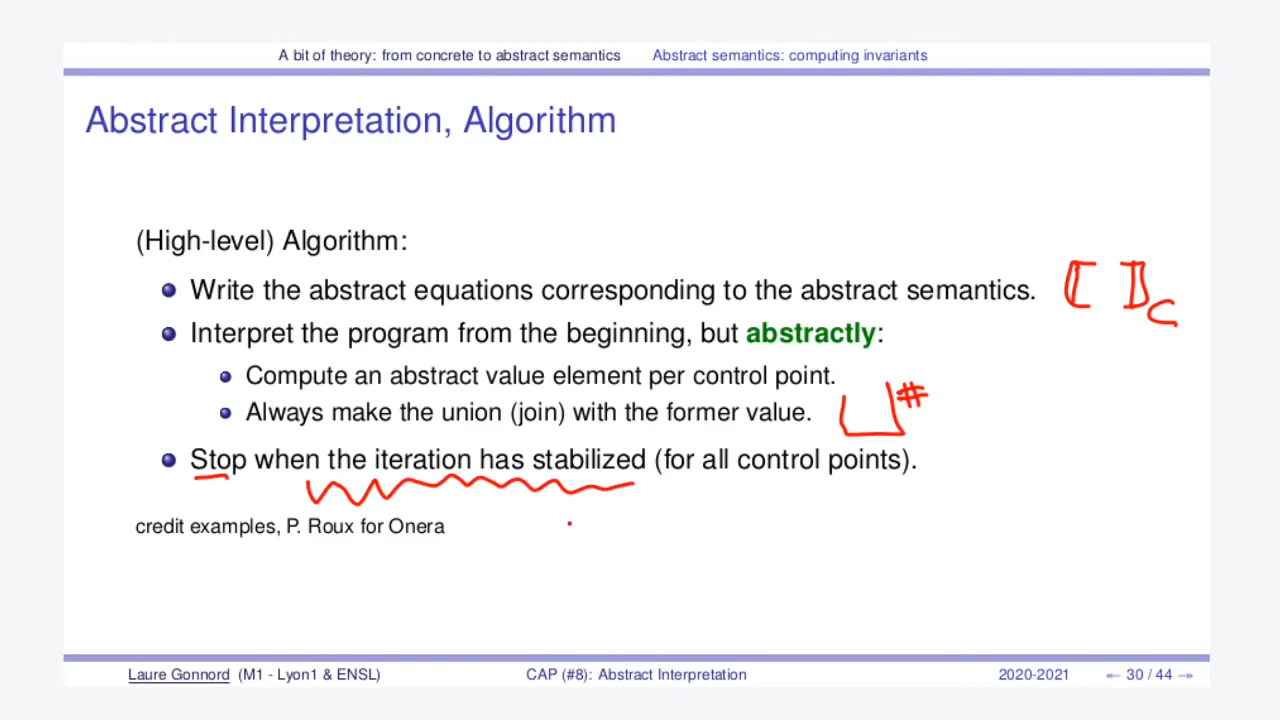 A bit of theory: from concrete to abstract semantics Abstract semantics: computing invariants
Abstract Interpretation, Algorithm
(High-level) Algorithm:
Write the abstract equations corresponding to the abstract semantics. ⟦ ⟧c
Interpret the program from the beginning, but abstractly:
Compute an abstract value element per control point.
Always make the union (join) with the former value. ⊔#
Stop when the iteration has stabilized (for all control points).
credit examples, P. Roux for Onera
Laure Gonnord (M1 - Lyon1 & ENSL) CAP (#8): Abstract Interpretation 2020-2021 ← 30 / 44 →